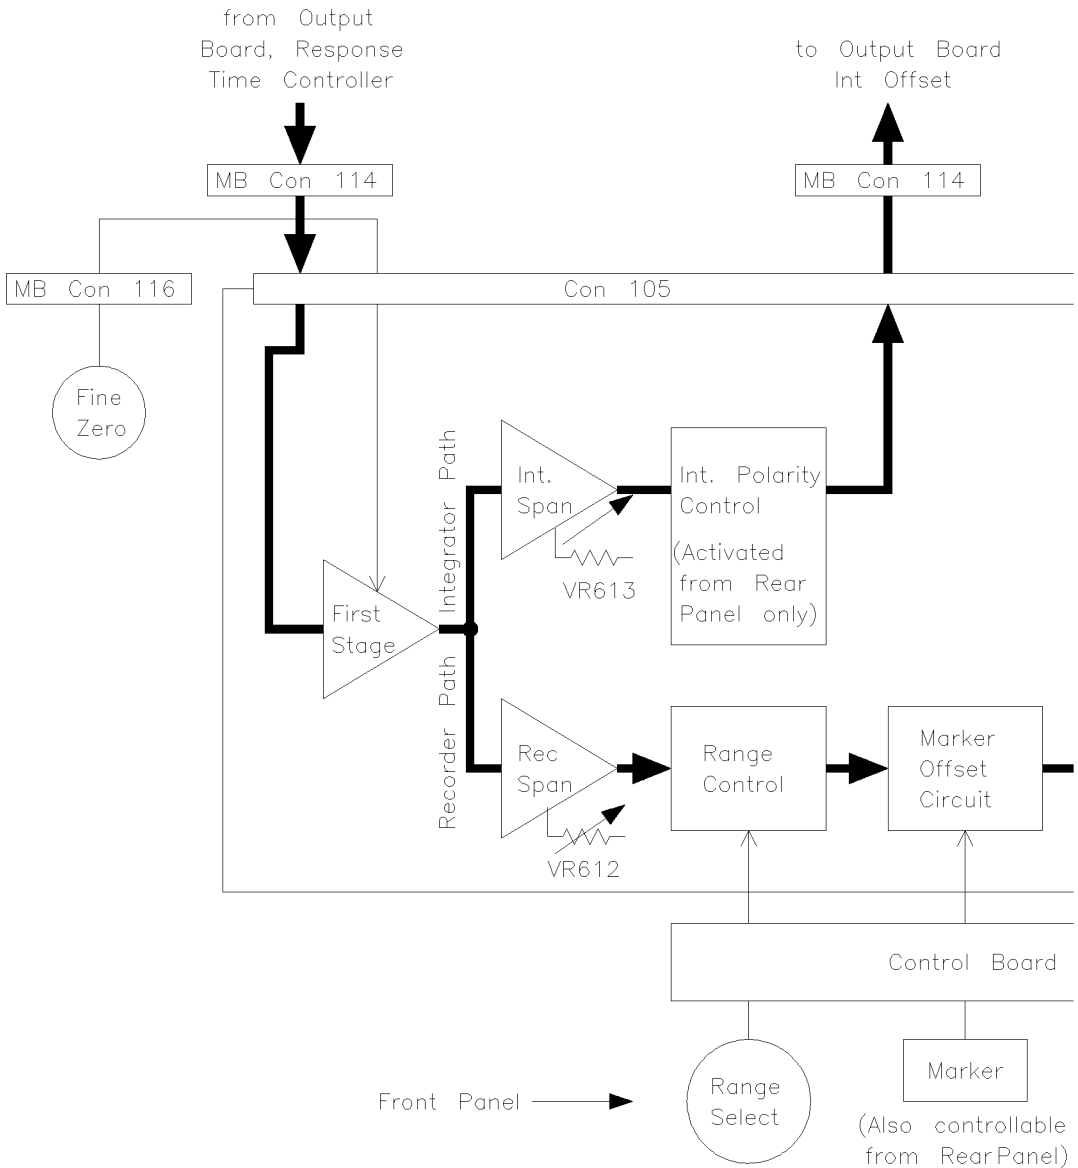 from Output
Board, Response
Time Controller
to Output Board
Int Offset
MB Con 114
MB Con 114
MB Con 116
Con 105
Fine
Zero
Integrator Path
Int.
Span
VR613
Int. Polarity
Control
(Activated
from Rear
Panel only)
First
Stage
Recorder Path
Rec
Span
VR612
Range
Control
Marker
Offset
Circuit
Control Board
Front Panel
Range
Select
Marker
(Also controllable
from Rear Panel)